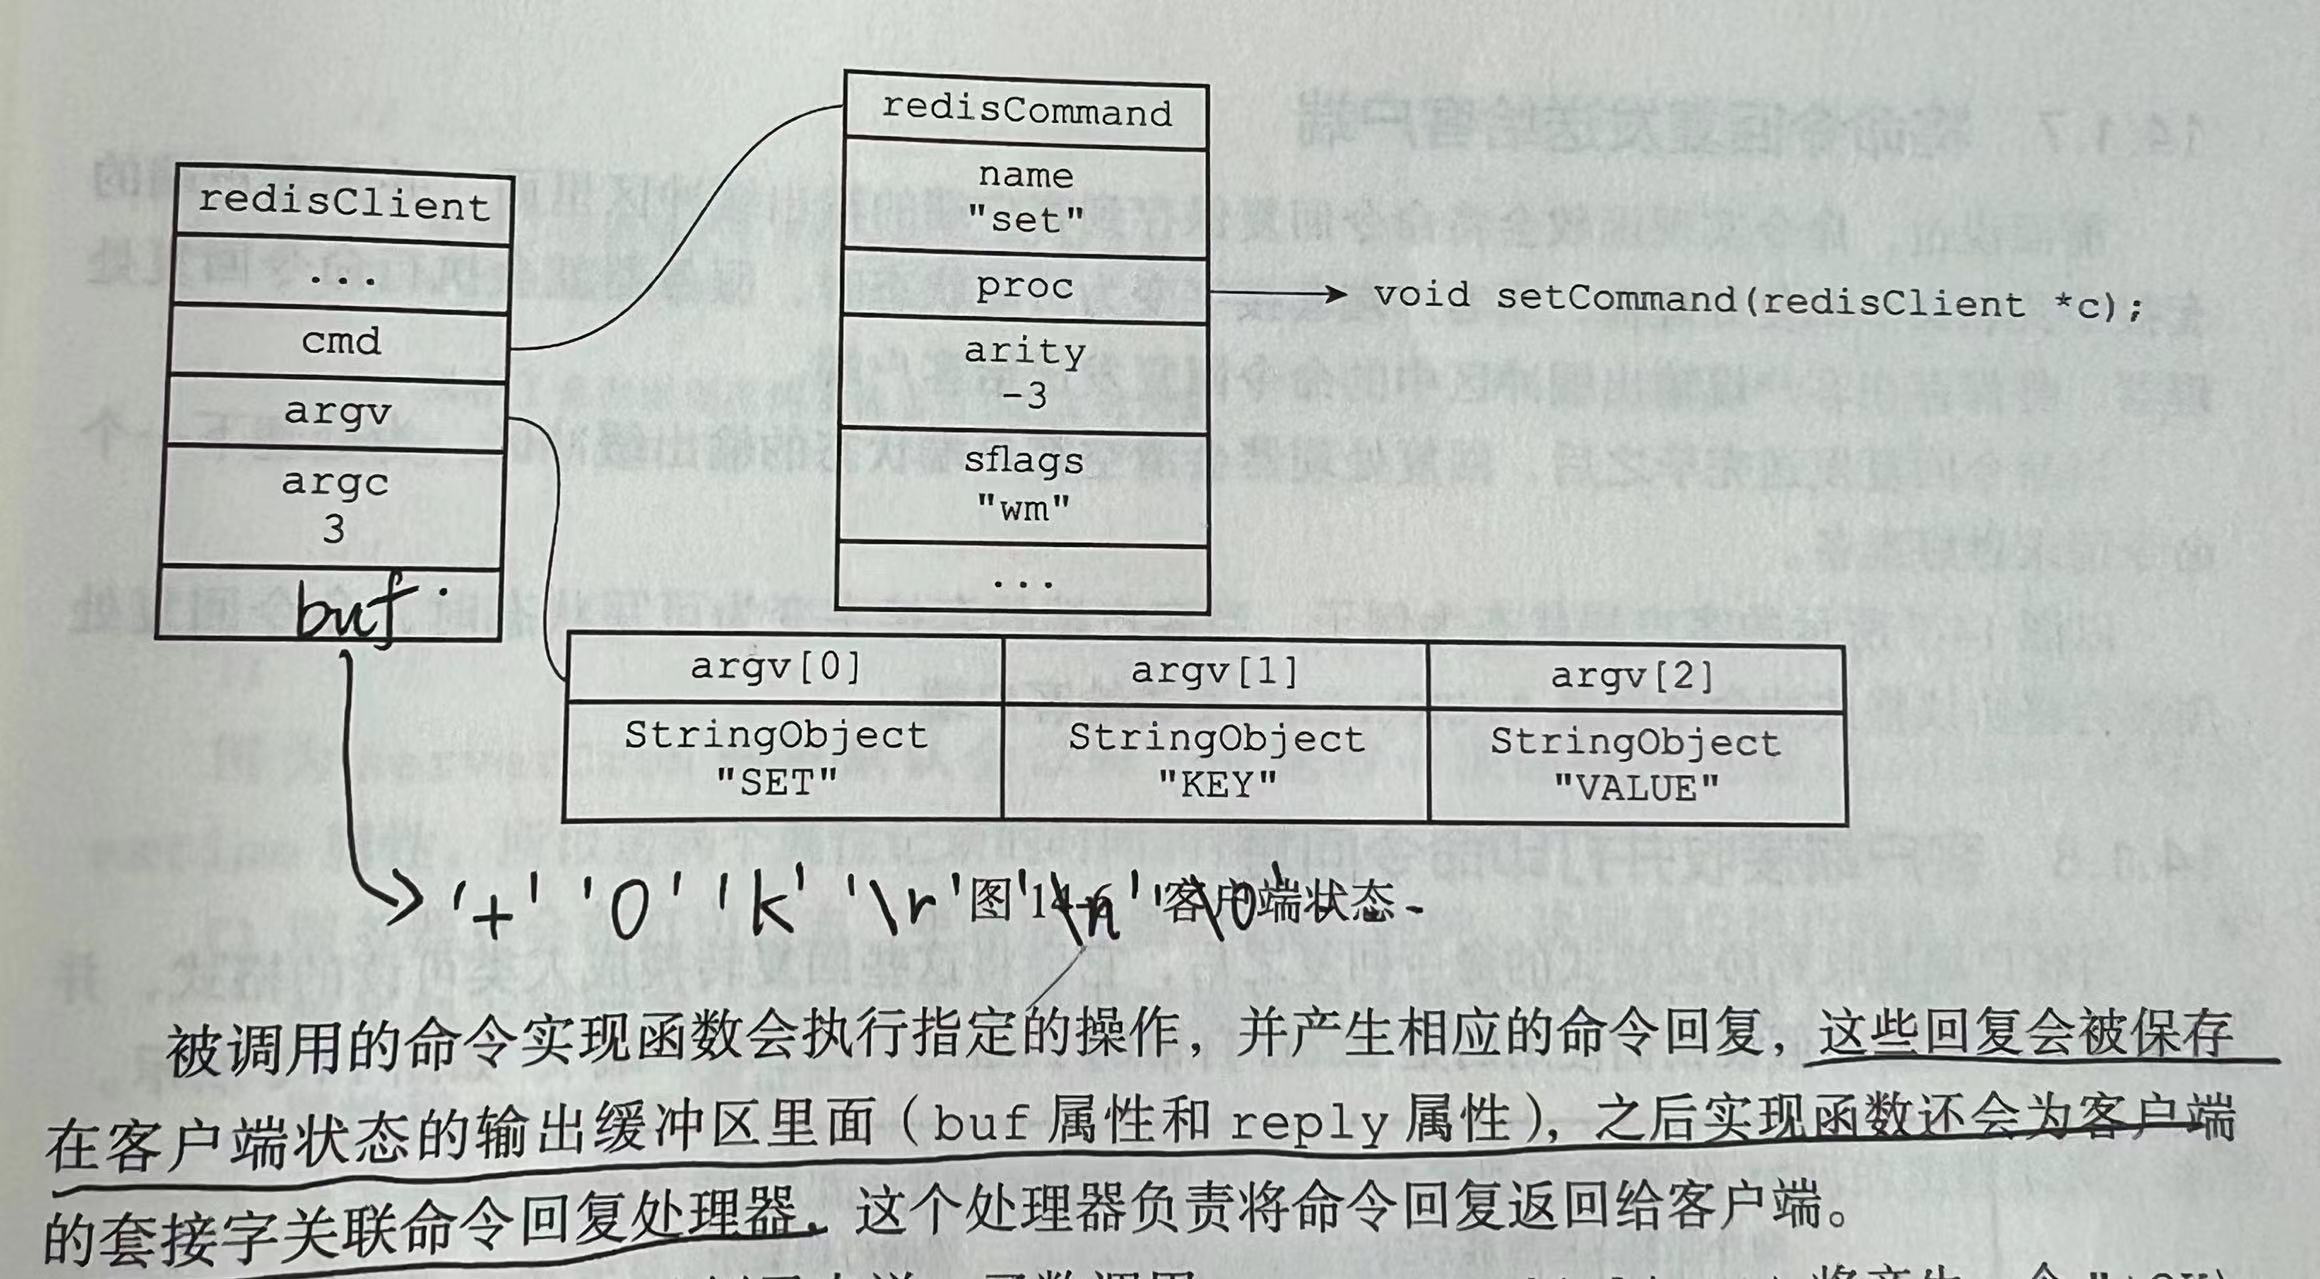 redisClient
...
cmd
argv
argc
3
buf
redisCommand
name
"set"
proc
arity
-3
sflags
"wm"
...
void setCommand(redisClient *c);
argv[0] argv[1] argv[2]
StringObject StringObject StringObject
"SET" "KEY" "VALUE"
'+' 'O' 'k' '\r' '\n' '\0'
图 客户端状态
被调用的命令实现函数会执行指定的操作，并产生相应的命令回复，这些回复会被保存
在客户端状态的输出缓冲区里面（buf 属性和 reply 属性），之后实现函数还会为客户端
的套接字关联命令回复处理器，这个处理器负责将命令回复返回给客户端。